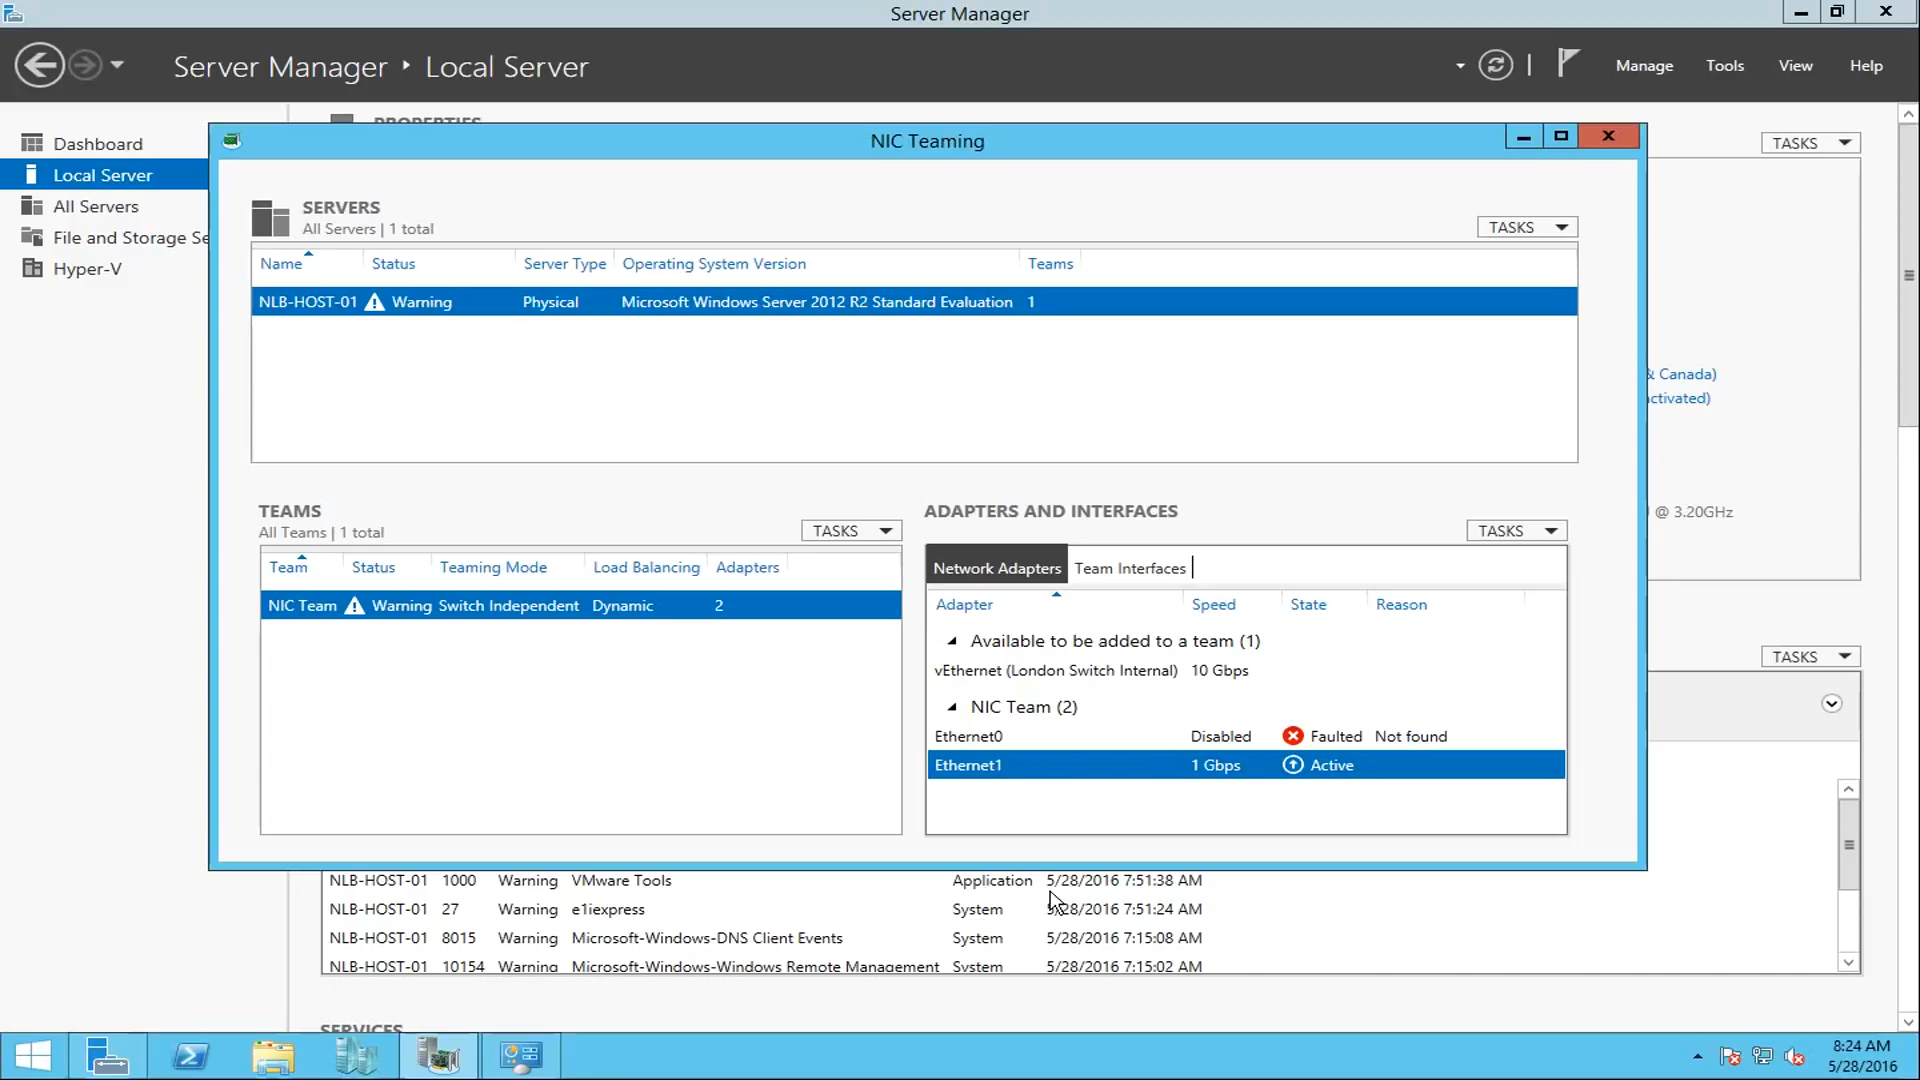 Server Manager
Server Manager ‣ Local Server
Manage Tools View Help
Dashboard
Local Server
All Servers
File and Storage Se
Hyper-V
PROPERTIES
TASKS
NIC Teaming
SERVERS
All Servers | 1 total
TASKS
Name Status Server Type Operating System Version Teams
NLB-HOST-01 Warning Physical Microsoft Windows Server 2012 R2 Standard Evaluation 1
& Canada)
ctivated)
@ 3.20GHz
TEAMS
All Teams | 1 total
TASKS
Team Status Teaming Mode Load Balancing Adapters
NIC Team Warning Switch Independent Dynamic 2
ADAPTERS AND INTERFACES
TASKS
Network Adapters Team Interfaces
Adapter Speed State Reason
Available to be added to a team (1)
vEthernet (London Switch Internal) 10 Gbps
NIC Team (2)
Ethernet0 Disabled Faulted Not found
Ethernet1 1 Gbps Active
TASKS
NLB-HOST-01 1000 Warning VMware Tools Application 5/28/2016 7:51:38 AM
NLB-HOST-01 27 Warning e1iexpress System 5/28/2016 7:51:24 AM
NLB-HOST-01 8015 Warning Microsoft-Windows-DNS Client Events System 5/28/2016 7:15:08 AM
NLB-HOST-01 10154 Warning Microsoft-Windows-Windows Remote Management System 5/28/2016 7:15:02 AM
SERVICES
8:24 AM
5/28/2016